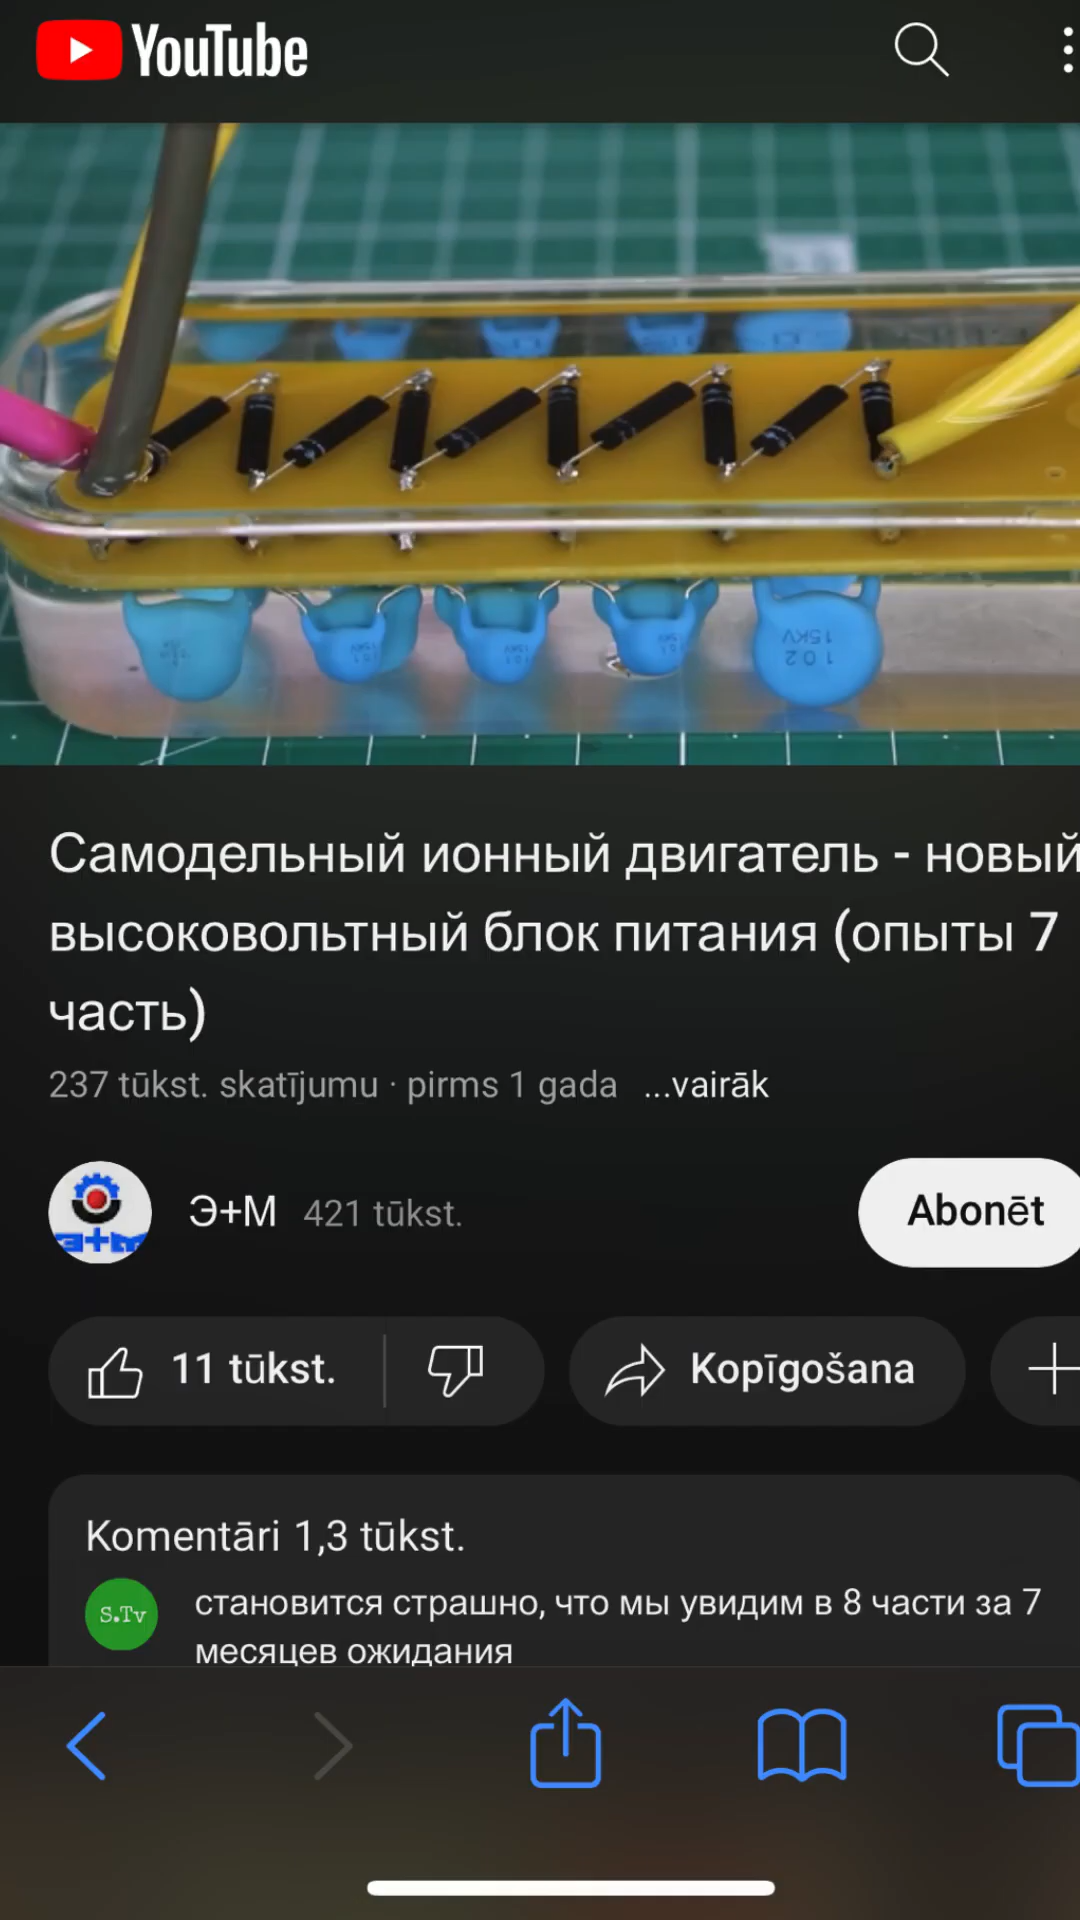 YouTube
15KV
102
Самодельный ионный двигатель - новый
высоковольтный блок питания (опыты 7
часть)
237 tūkst. skatījumu · pirms 1 gada ...vairāk
Э+М 421 tūkst.
Abonēt
11 tūkst.
Kopīgošana
Komentāri 1,3 tūkst.
S.Tv
становится страшно, что мы увидим в 8 части за 7
месяцев ожидания